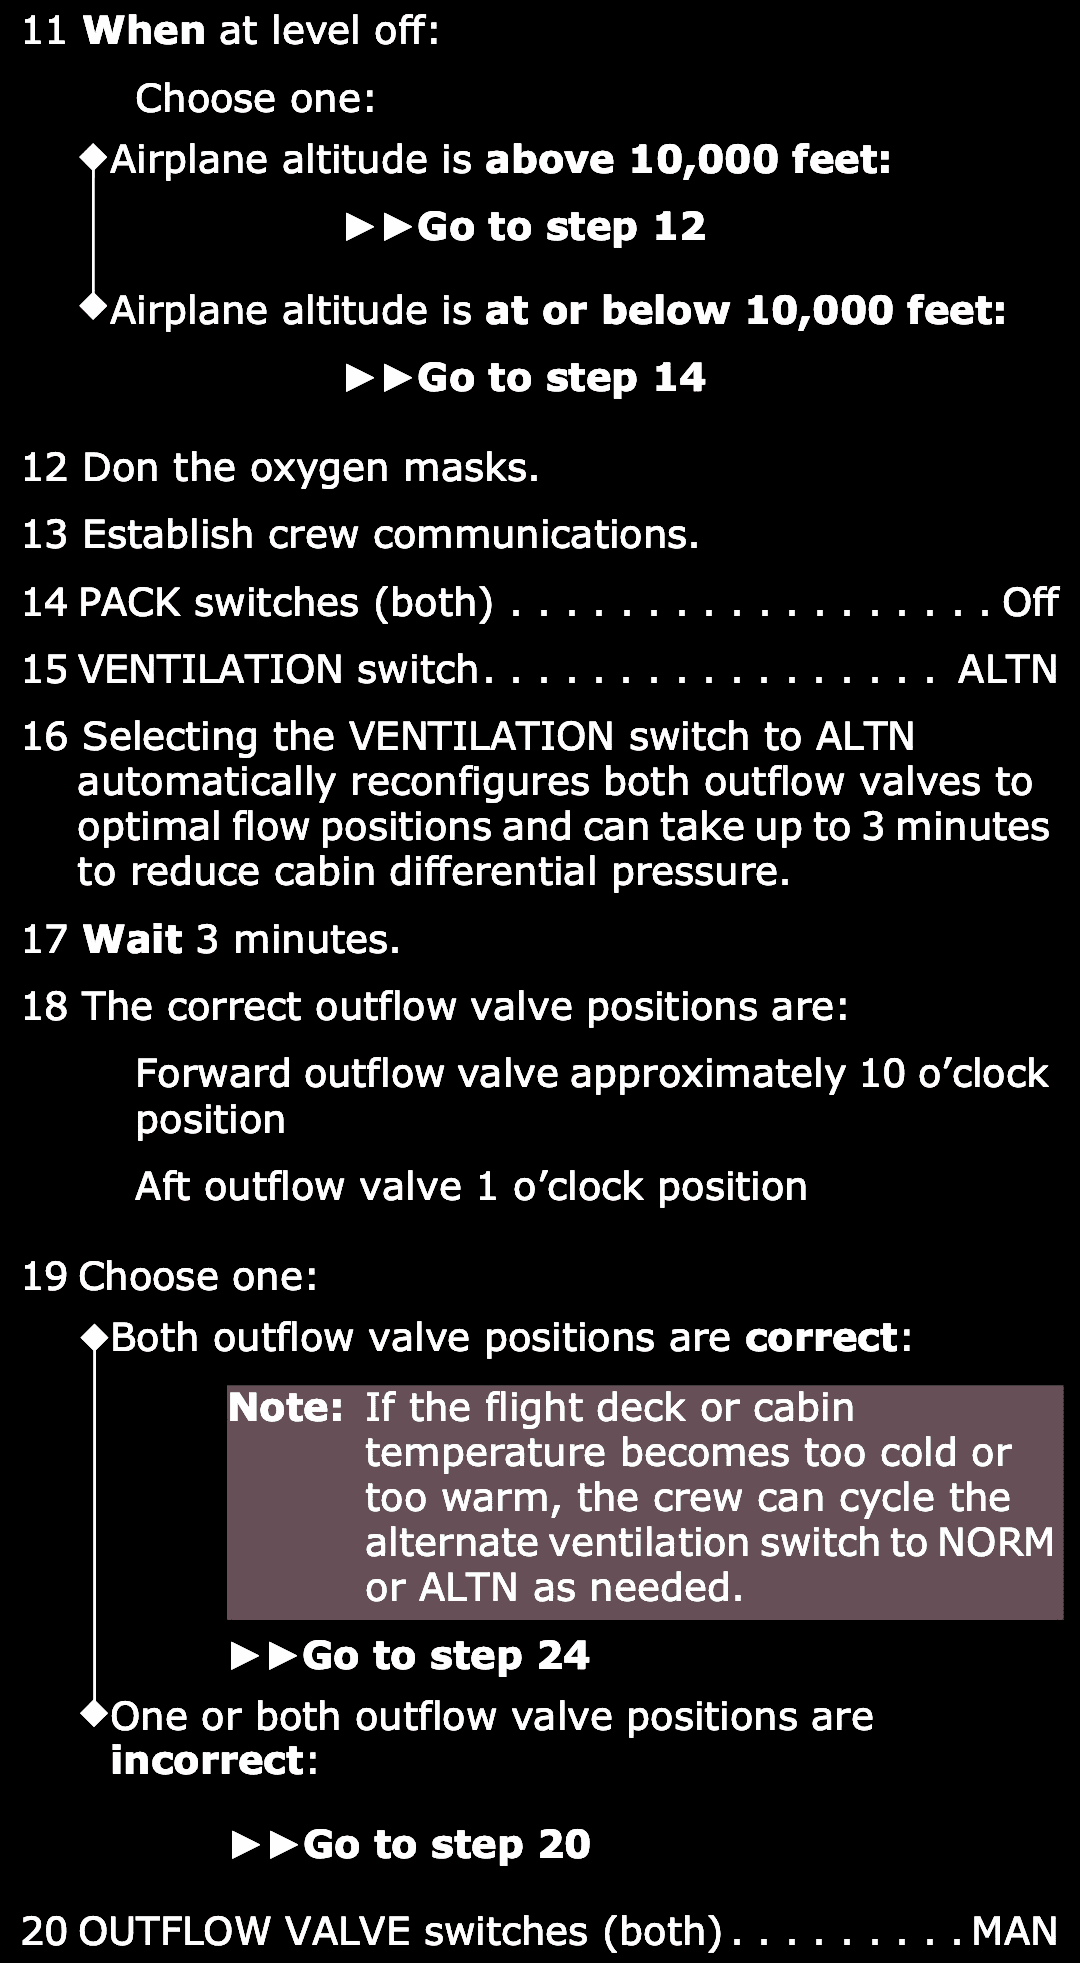 11 When at level off:
Choose one:
◆Airplane altitude is above 10,000 feet:
►►Go to step 12
◆Airplane altitude is at or below 10,000 feet:
►►Go to step 14
12 Don the oxygen masks.
13 Establish crew communications.
14 PACK switches (both) . . . . . . . . . . . . . . . . . . Off
15 VENTILATION switch. . . . . . . . . . . . . . . . . ALTN
16 Selecting the VENTILATION switch to ALTN
automatically reconfigures both outflow valves to
optimal flow positions and can take up to 3 minutes
to reduce cabin differential pressure.
17 Wait 3 minutes.
18 The correct outflow valve positions are:
Forward outflow valve approximately 10 o’clock
position
Aft outflow valve 1 o’clock position
19 Choose one:
◆Both outflow valve positions are correct:
Note: If the flight deck or cabin
temperature becomes too cold or
too warm, the crew can cycle the
alternate ventilation switch to NORM
or ALTN as needed.
►►Go to step 24
◆One or both outflow valve positions are
incorrect:
►►Go to step 20
20 OUTFLOW VALVE switches (both) . . . . . . . . . MAN